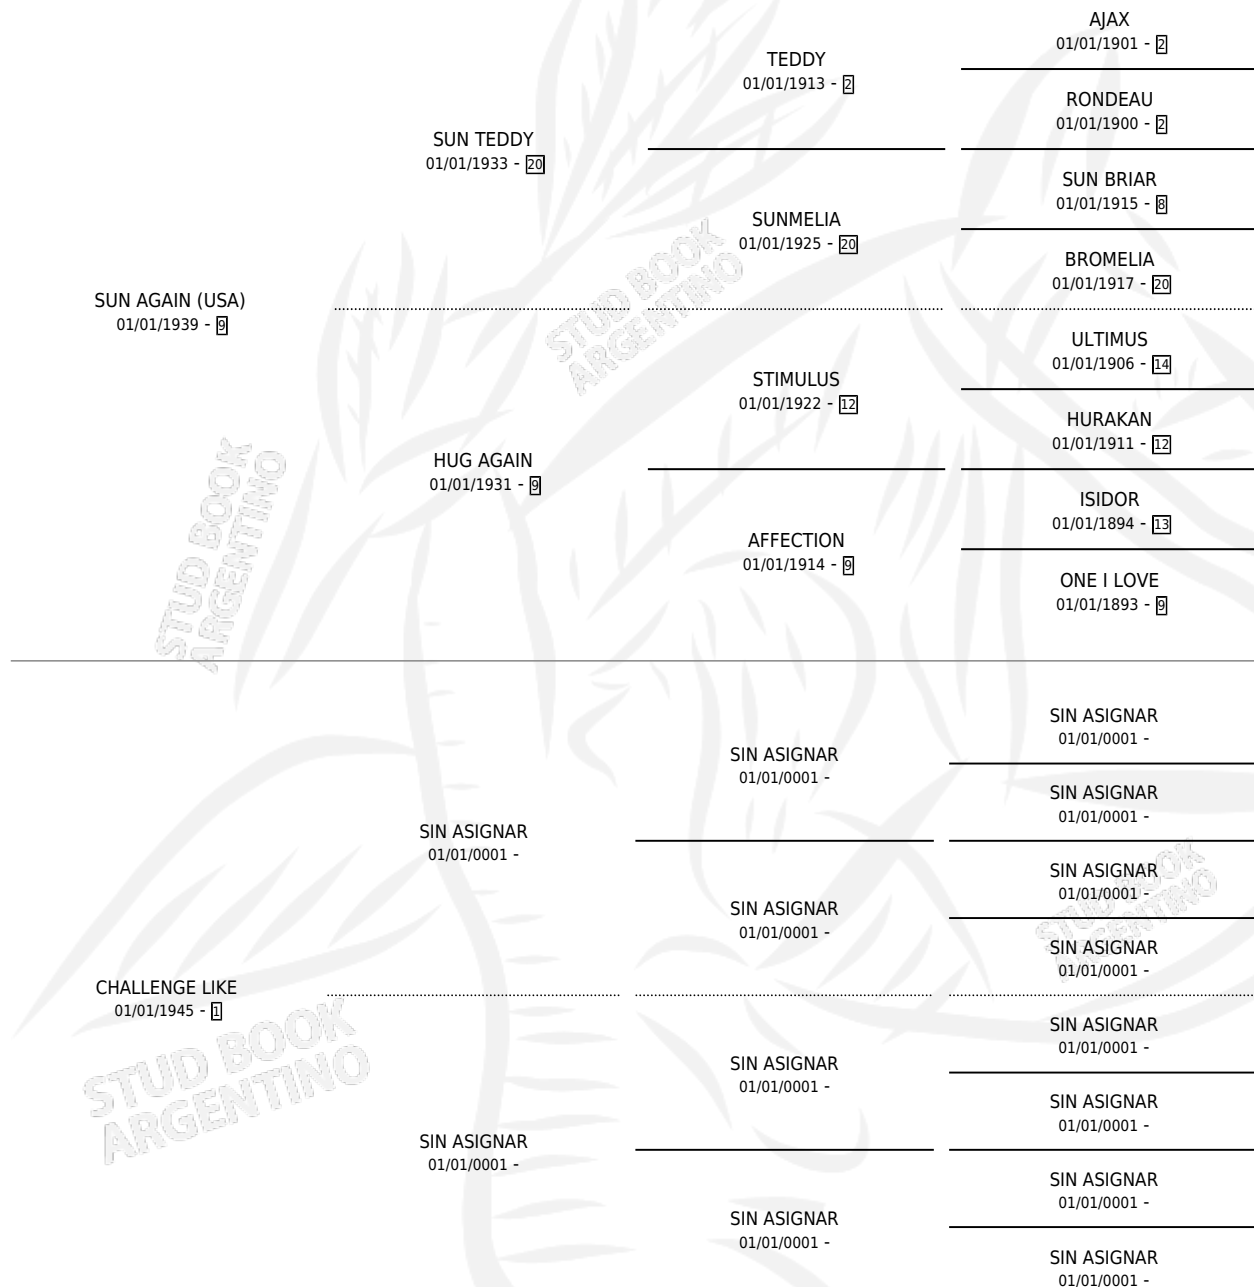 AJAX
01/01/1901 - 2
TEDDY
01/01/1913 - 2
RONDEAU
01/01/1900 - 2
SUN TEDDY
01/01/1933 - 20
SUN BRIAR
01/01/1915 - 8
SUNMELIA
01/01/1925 - 20
BROMELIA
01/01/1917 - 20
SUN AGAIN (USA)
01/01/1939 - 9
STUD BOOK
ARGENTINO
ULTIMUS
01/01/1906 - 14
STIMULUS
01/01/1922 - 12
HURAKAN
01/01/1911 - 12
HUG AGAIN
01/01/1931 - 9
ISIDOR
01/01/1894 - 13
AFFECTION
01/01/1914 - 9
ONE I LOVE
01/01/1893 - 9
STUD BOOK
ARGENTINO
SIN ASIGNAR
01/01/0001 -
SIN ASIGNAR
01/01/0001 -
SIN ASIGNAR
01/01/0001 -
SIN ASIGNAR
01/01/0001 -
SIN ASIGNAR
01/01/0001 -
SIN ASIGNAR
01/01/0001 -
SIN ASIGNAR
01/01/0001 -
STUD BOOK
ARGENTINO
CHALLENGE LIKE
01/01/1945 - 1
STUD BOOK
ARGENTINO
SIN ASIGNAR
01/01/0001 -
SIN ASIGNAR
01/01/0001 -
SIN ASIGNAR
01/01/0001 -
SIN ASIGNAR
01/01/0001 -
SIN ASIGNAR
01/01/0001 -
SIN ASIGNAR
01/01/0001 -
SIN ASIGNAR
01/01/0001 -